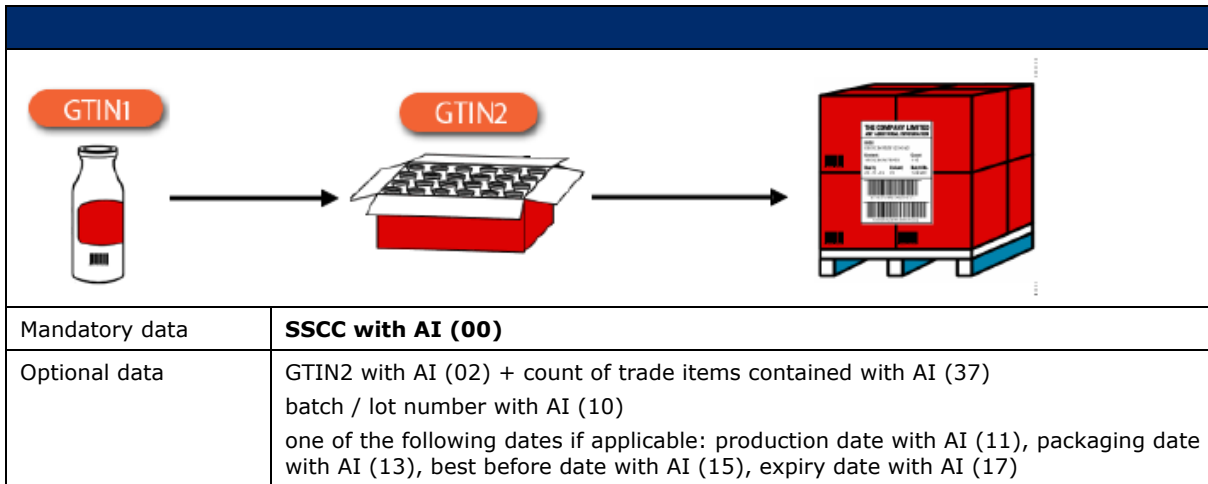 GTIN1
GTIN2
THE COMPANY LIMITED
Mandatory data
SSCC with AI (00)
Optional data
GTIN2 with AI (02) + count of trade items contained with AI (37)
batch / lot number with AI (10)
one of the following dates if applicable: production date with AI (11), packaging date
with AI (13), best before date with AI (15), expiry date with AI (17)